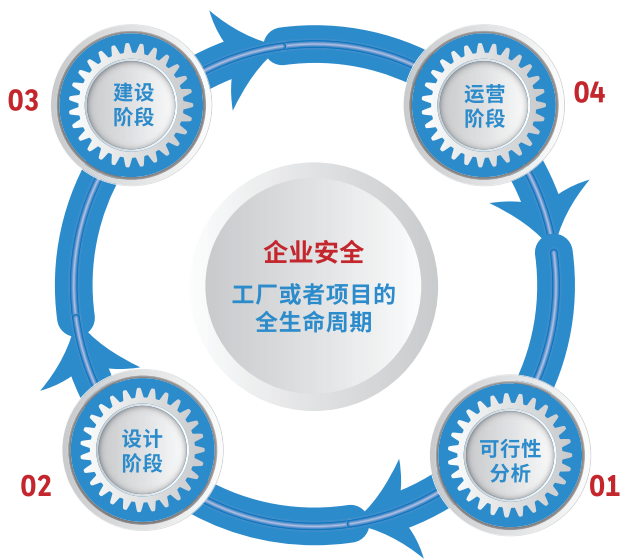 03
建设
阶段
运营
阶段
04
企业安全
工厂或者项目的
全生命周期
设计
阶段
02
可行性
分析
01